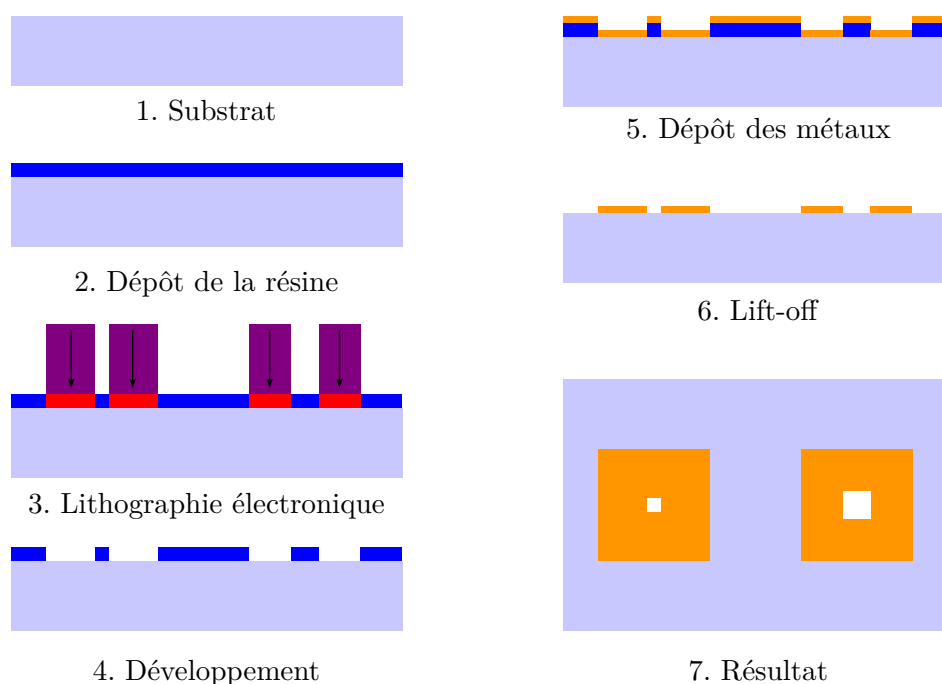 1. Substrat
2. Dépôt de la résine
3. Lithographie électronique
4. Développement
5. Dépôt des métaux
6. Lift-off
7. Résultat